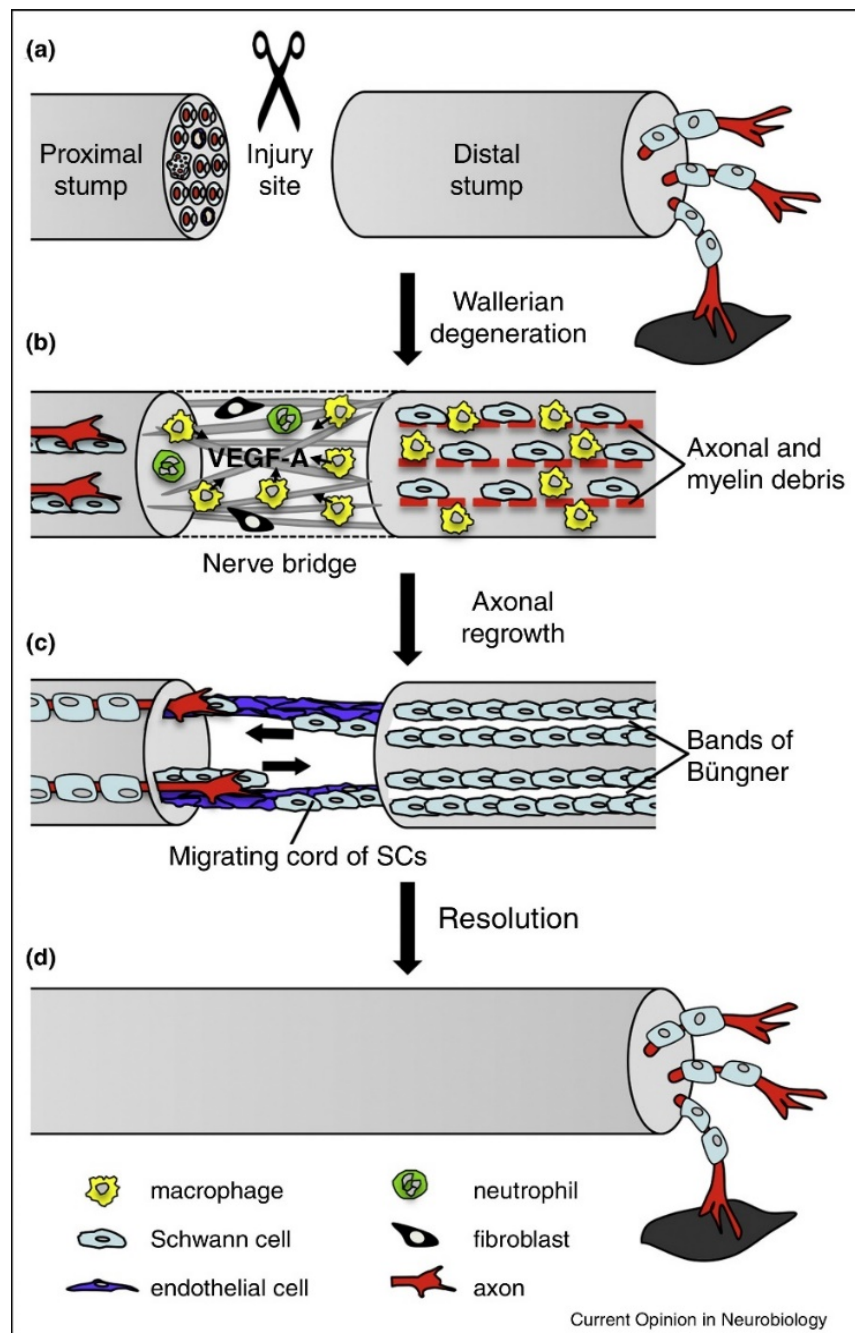 (a)
Proximal
stump
Injury
site
Distal
stump
Wallerian
degeneration
(b)
VEGF-A
Axonal and
myelin debris
Nerve bridge
Axonal
regrowth
(c)
Bands of
Büngner
Migrating cord of SCs
Resolution
(d)
macrophage
neutrophil
Schwann cell
fibroblast
endothelial cell
axon
Current Opinion in Neurobiology